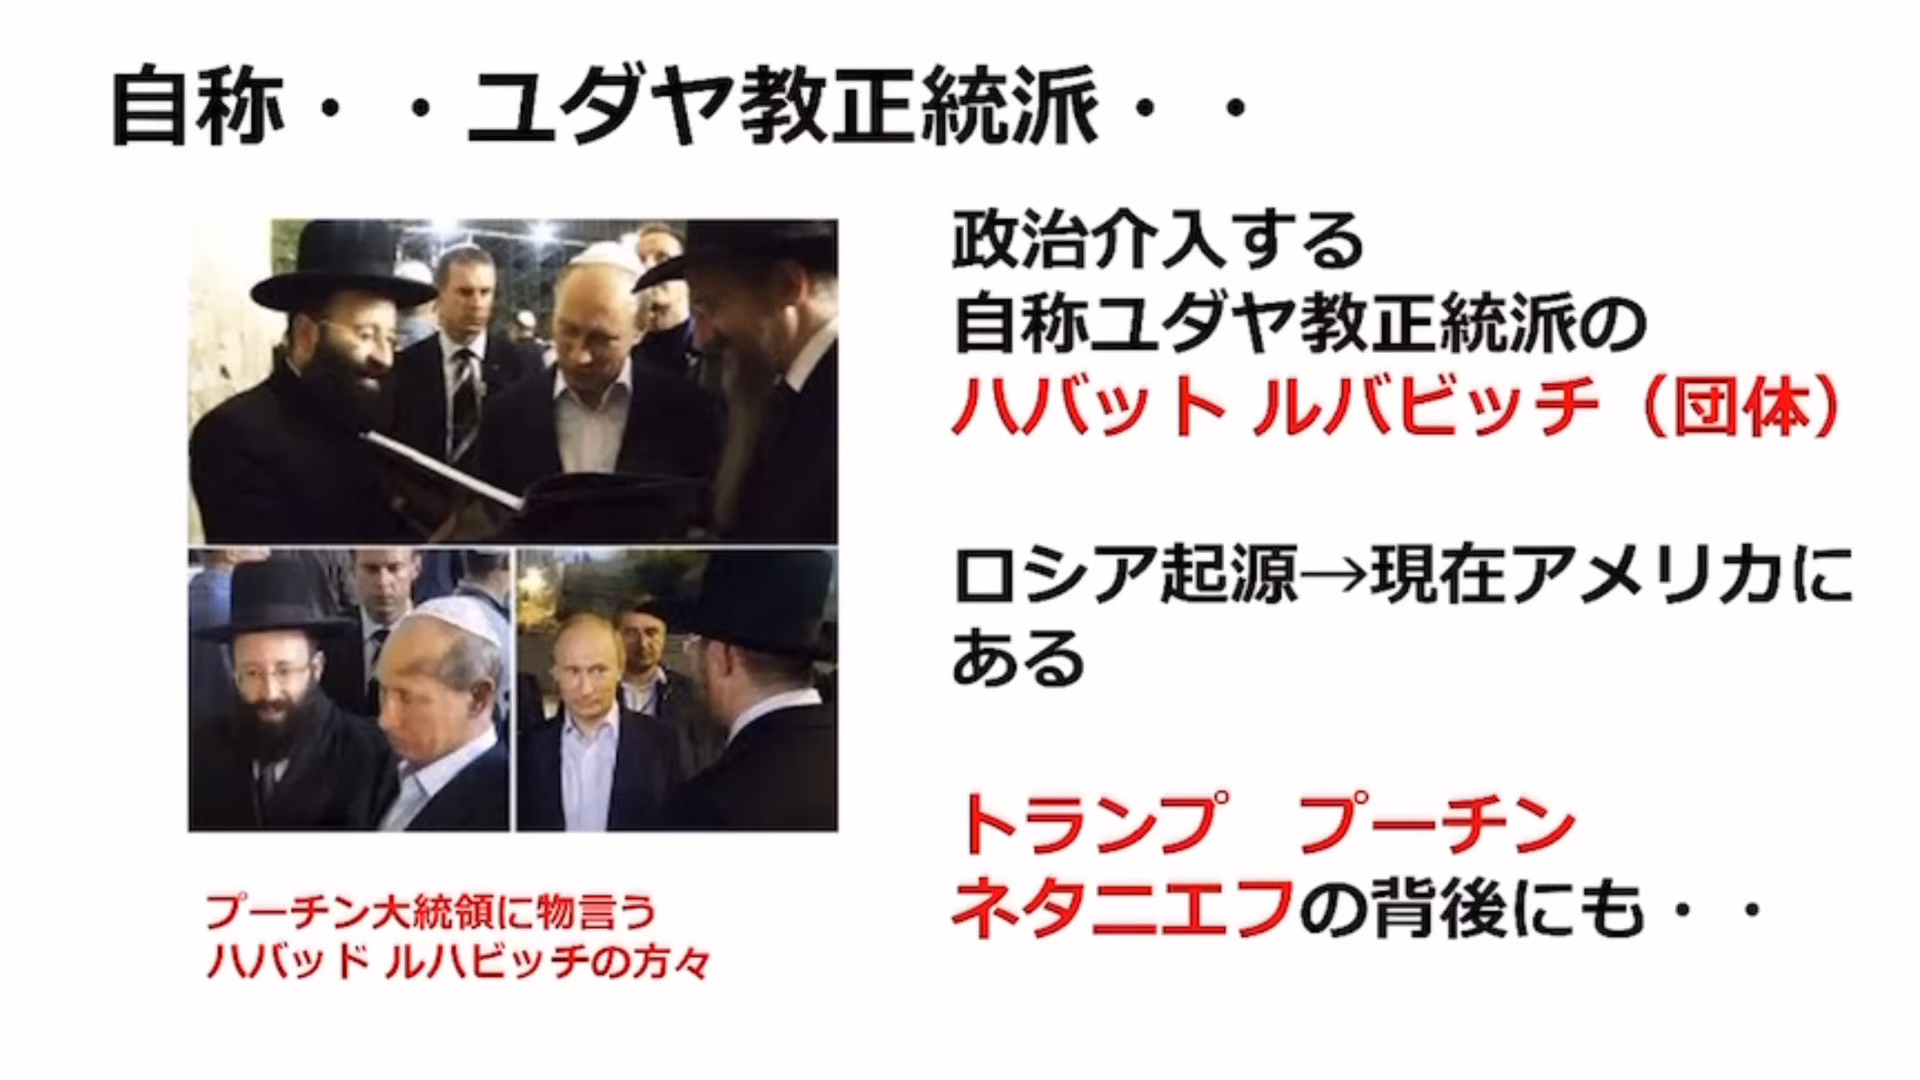 自称・・ユダヤ教正統派・・
政治介入する
自称ユダヤ教正統派の
ハバット ルバビッチ（団体）
ロシア起源→現在アメリカに
ある
トランプ　プーチン
ネタニエフの背後にも・・
プーチン大統領に物言う
ハバッド ルハビッチの方々